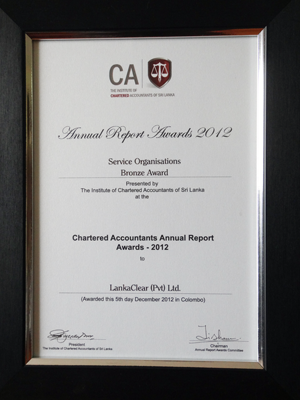 CA
THE INSTITUTE OF
CHARTERED ACCOUNTANTS OF SRI LANKA
Annual Report Awards 2012
Service Organisations
Bronze Award
Presented by
The Institute of Chartered Accountants of Sri Lanka
at the
Chartered Accountants Annual Report
Awards - 2012
to
LankaClear (Pvt) Ltd.
(Awarded this 5th day December 2012 in Colombo)
President
The Institute of Chartered Accountants of Sri Lanka
Chairman
Annual Report Awards Committee